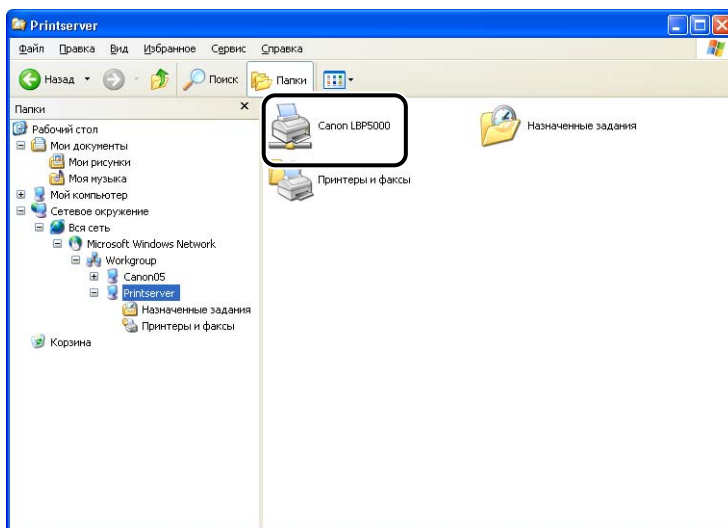 Printserver
Файл Правка Вид Избранное Сервис Справка
Назад Поиск Папки
Папки
Рабочий стол
Мои документы
Мои рисунки
Моя музыка
Мой компьютер
Сетевое окружение
Вся сеть
Microsoft Windows Network
Workgroup
Canon05
Printserver
Назначенные задания
Принтеры и факсы
Корзина
Canon LBP5000
Назначенные задания
Принтеры и факсы